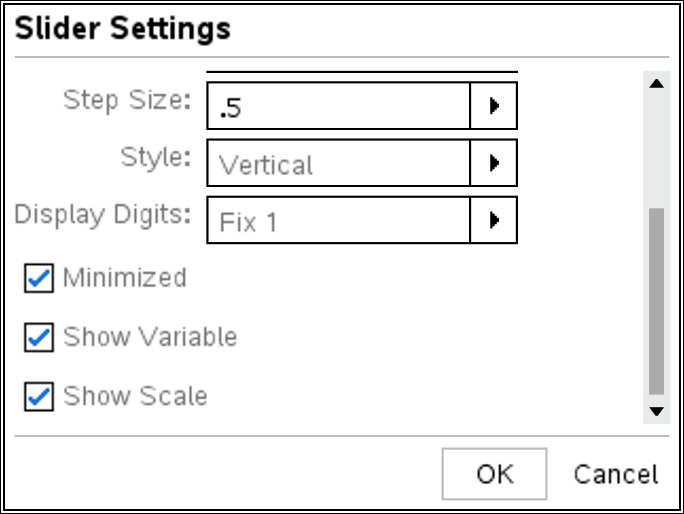 Slider Settings
Step Size: .5
Style: Vertical
Display Digits: Fix 1
Minimized
Show Variable
Show Scale
OK Cancel